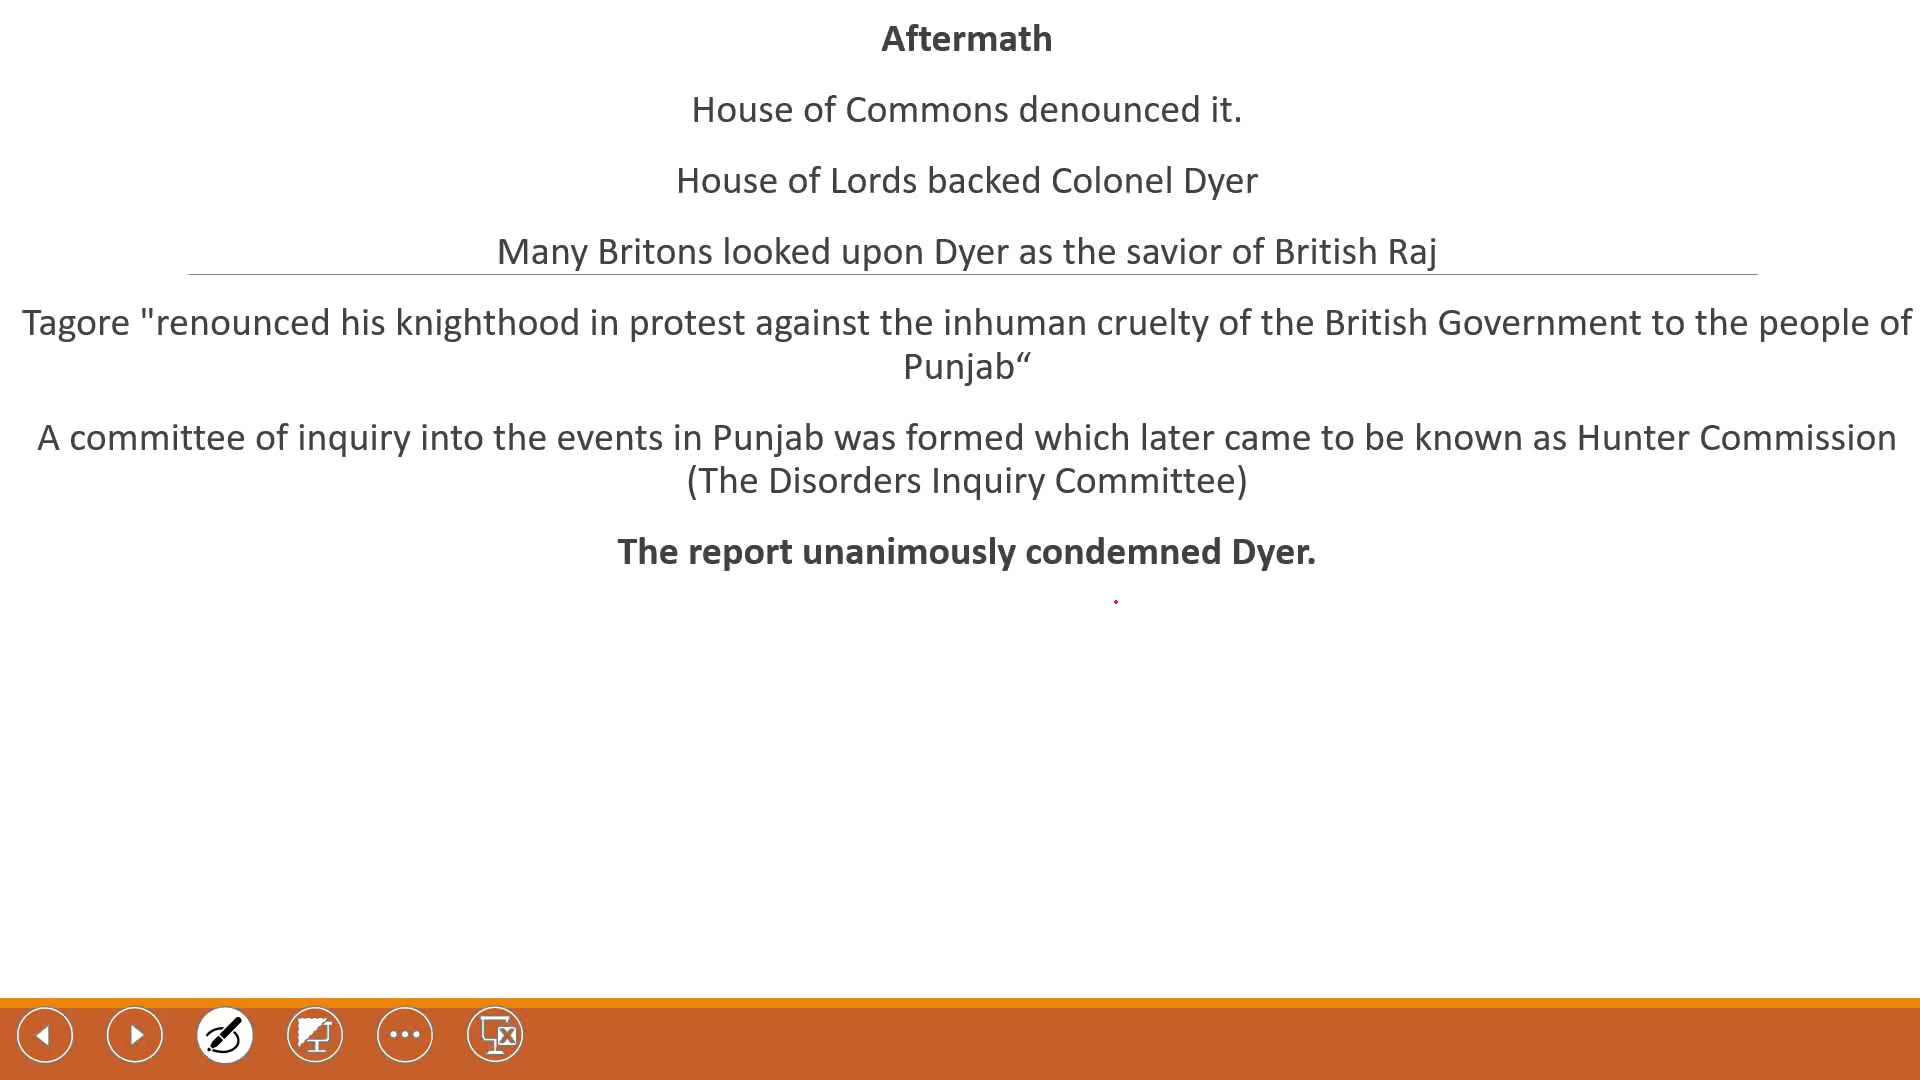 Aftermath
House of Commons denounced it.
House of Lords backed Colonel Dyer
Many Britons looked upon Dyer as the savior of British Raj
Tagore "renounced his knighthood in protest against the inhuman cruelty of the British Government to the people of
Punjab“
A committee of inquiry into the events in Punjab was formed which later came to be known as Hunter Commission
(The Disorders Inquiry Committee)
The report unanimously condemned Dyer.